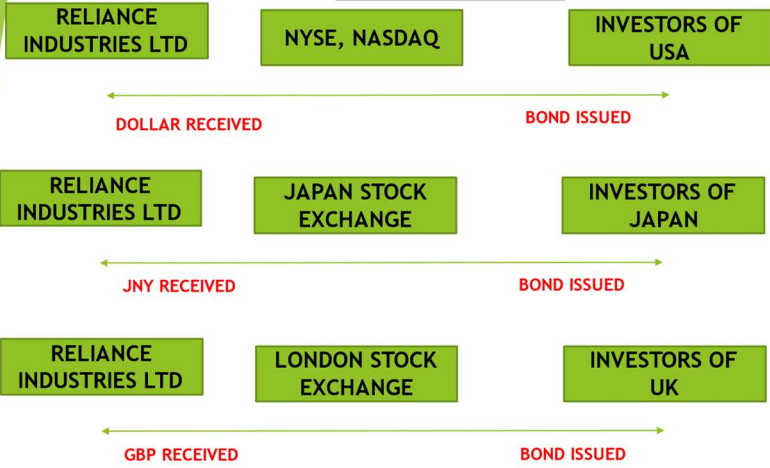 RELIANCE
INDUSTRIES LTD
NYSE, NASDAQ
INVESTORS OF
USA
DOLLAR RECEIVED
BOND ISSUED
RELIANCE
INDUSTRIES LTD
JAPAN STOCK
EXCHANGE
INVESTORS OF
JAPAN
JNY RECEIVED
BOND ISSUED
RELIANCE
INDUSTRIES LTD
LONDON STOCK
EXCHANGE
INVESTORS OF
UK
GBP RECEIVED
BOND ISSUED